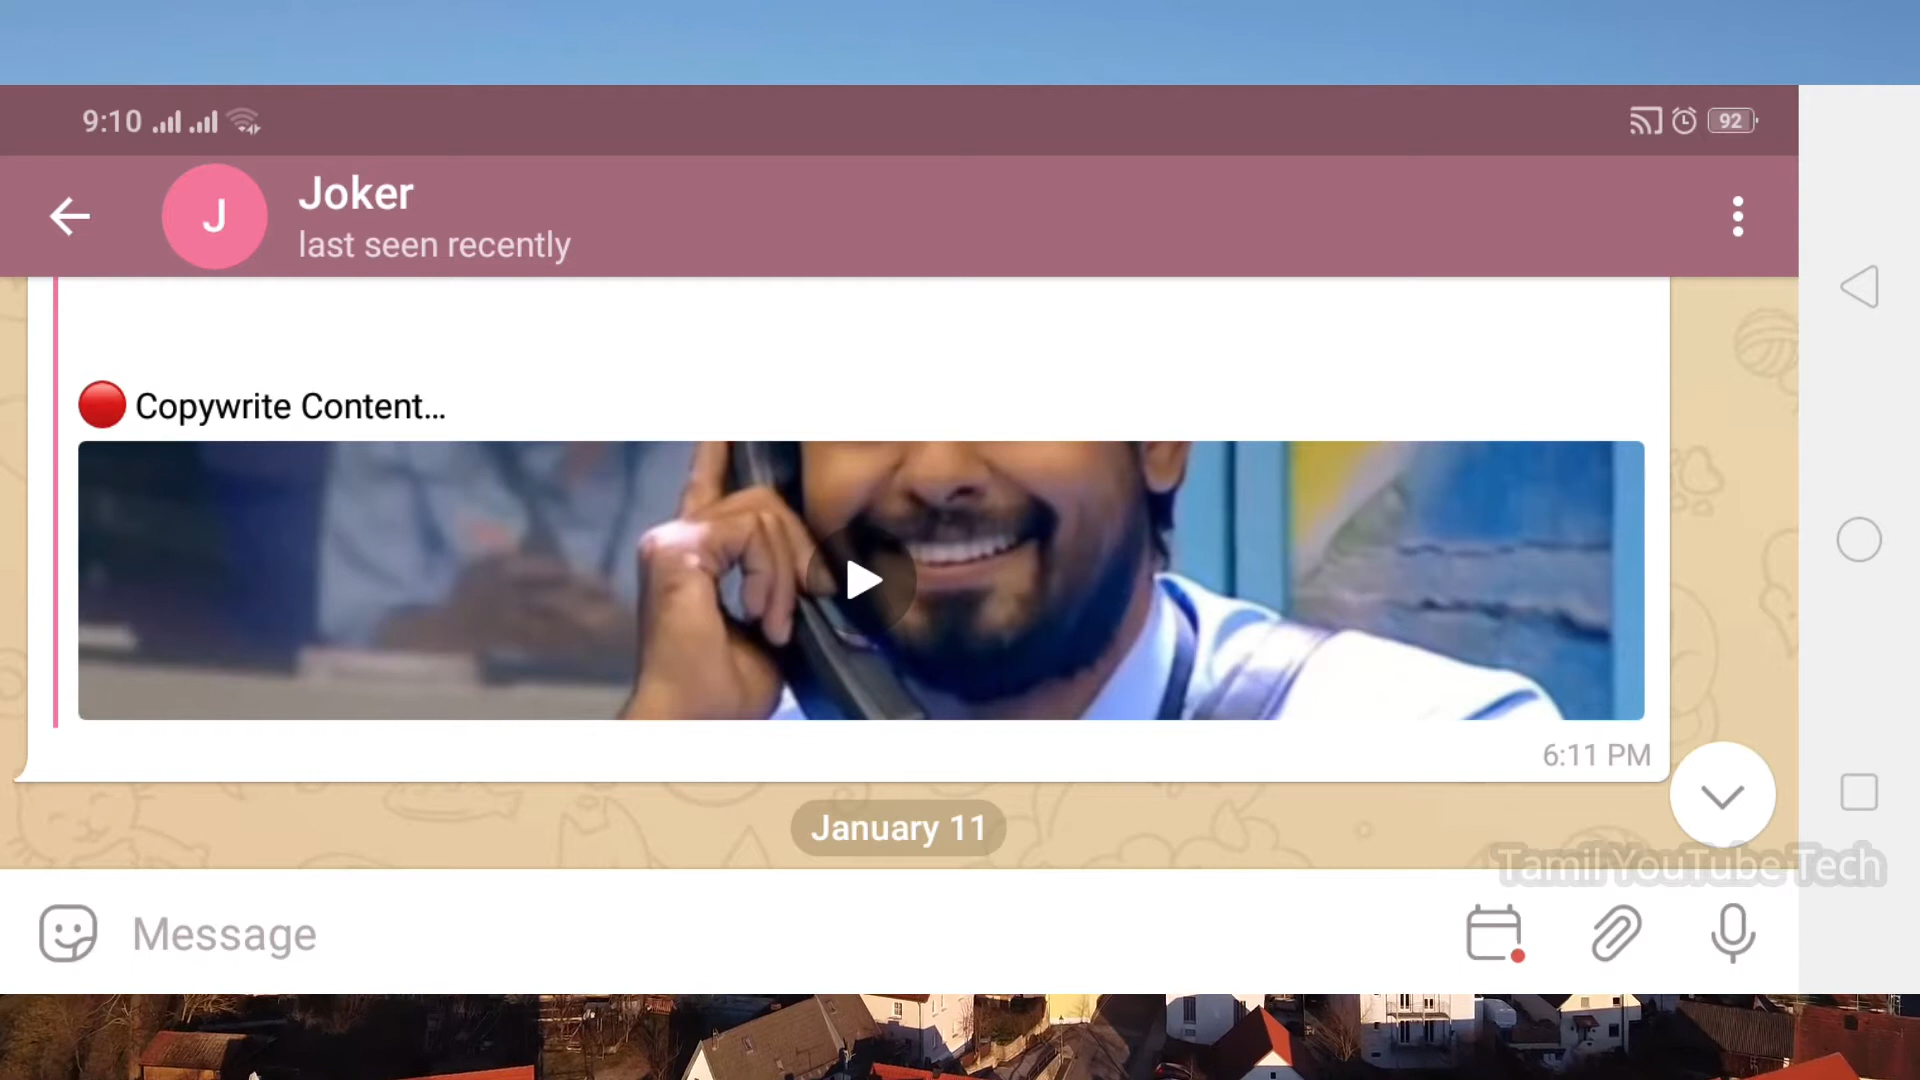 9:10
92
J
Joker
last seen recently
Copywrite Content...
6:11 PM
January 11
Tamil YouTube Tech
Message